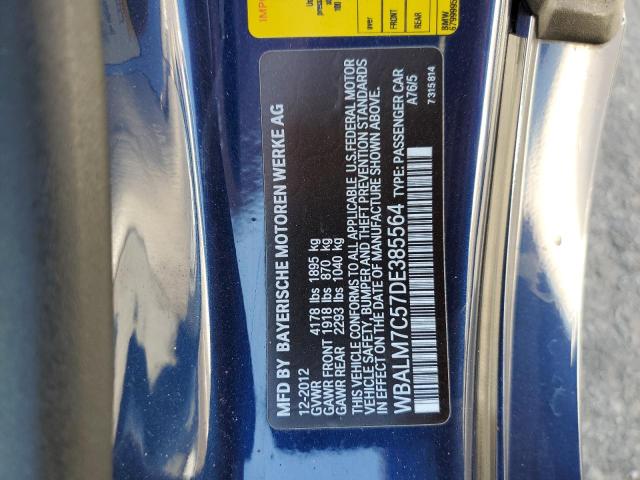 MFD BY BAYERISCHE MOTOREN WERKE AG
12-2012
GVWR 4178 lbs 1895 kg
GAWR FRONT 1918 lbs 870 kg
GAWR REAR 2293 lbs 1040 kg
THIS VEHICLE CONFORMS TO ALL APPLICABLE U.S.FEDERAL MOTOR
VEHICLE SAFETY, BUMPER AND THEFT PREVENTION STANDARDS
IN EFFECT ON THE DATE OF MANUFACTURE SHOWN ABOVE.
WBALM7C57DE385564 TYPE: PASSENGER CAR
A76/5
7 315 814
over
FRONT
REAR
BMW